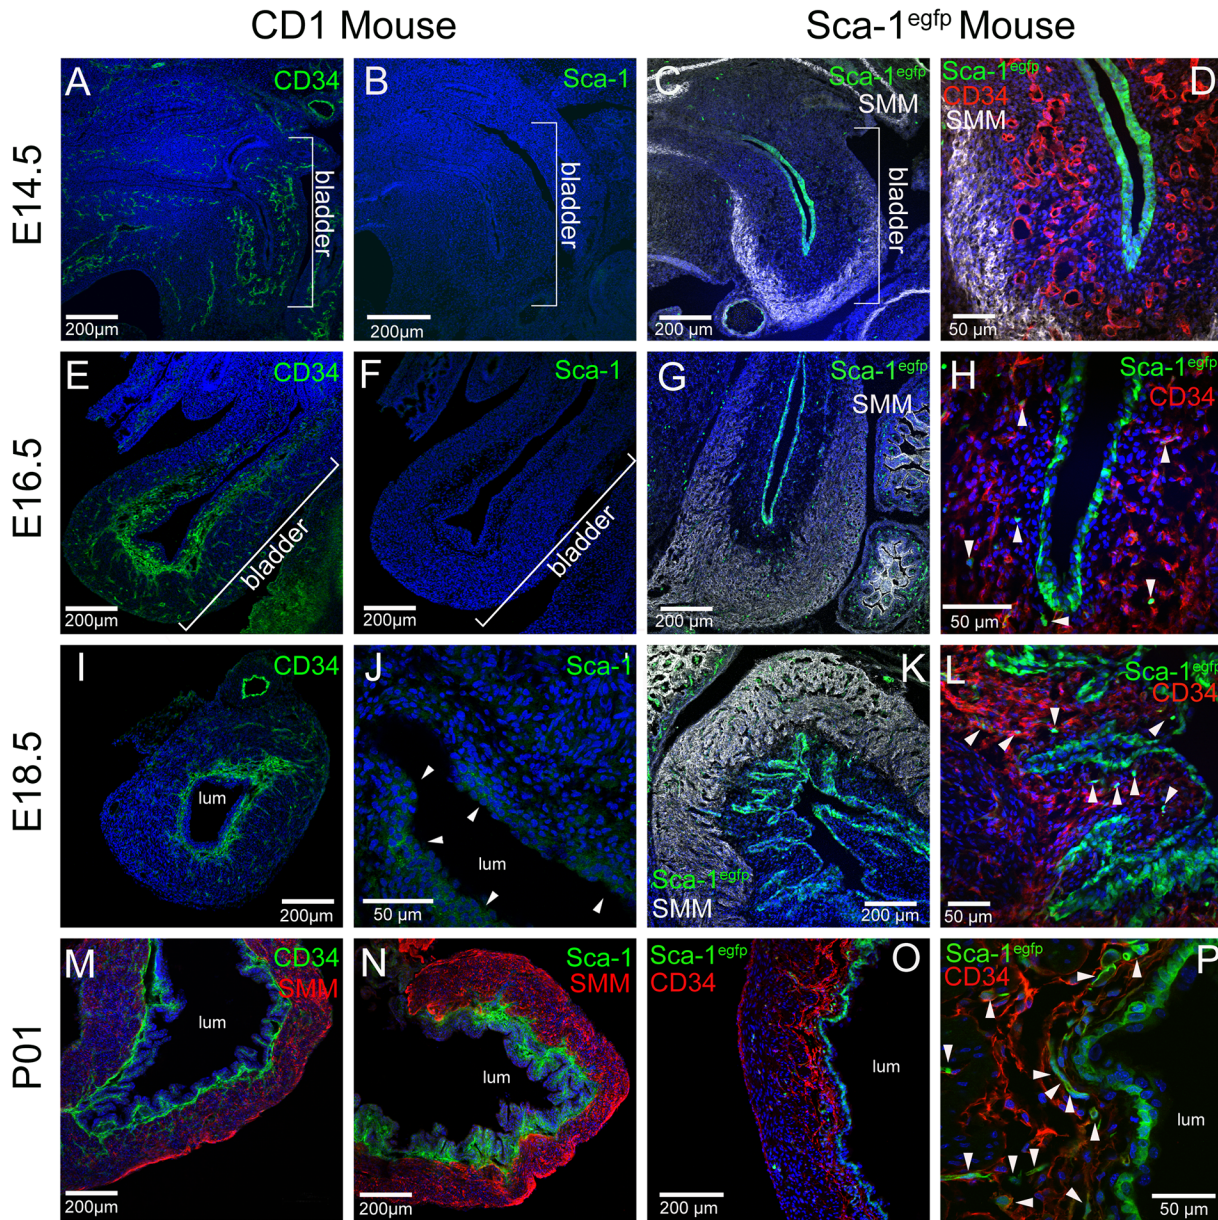 CD1 Mouse
Sca-1egfp Mouse
E14.5
A
CD34
bladder
200µm
B
Sca-1
bladder
200µm
C
Sca-1egfp
SMM
bladder
200 µm
D
Sca-1egfp
CD34
SMM
50 µm
E16.5
E
CD34
bladder
200µm
F
Sca-1
bladder
200µm
G
Sca-1egfp
SMM
200 µm
H
Sca-1egfp
CD34
50 µm
E18.5
I
CD34
lum
200µm
J
Sca-1
lum
50 µm
K
Sca-1egfp
SMM
200 µm
L
Sca-1egfp
CD34
50 µm
P01
M
CD34
SMM
lum
200 µm
N
Sca-1
SMM
lum
200 µm
O
Sca-1egfp
CD34
lum
200 µm
P
Sca-1egfp
CD34
lum
50 µm